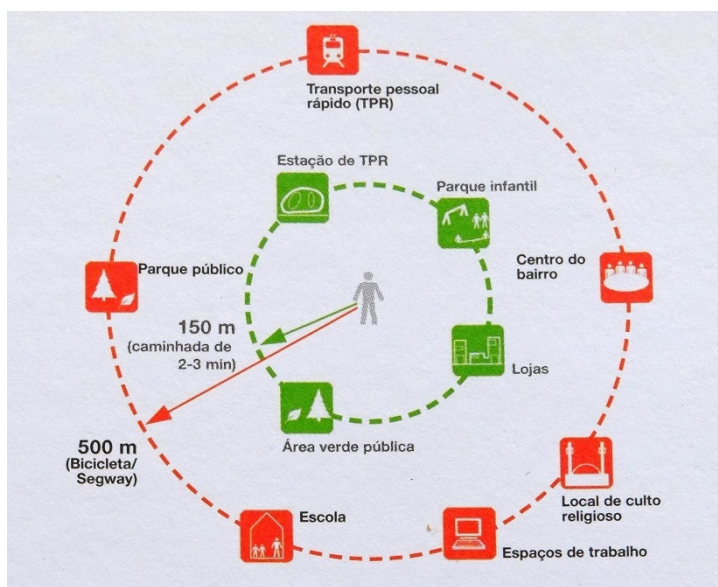 Transporte pessoal
rápido (TPR)
Estação de TPR
Parque infantil
Centro do
bairro
Parque público
150 m
(caminhada de
2-3 min)
Lojas
Área verde pública
500 m
(Bicicleta/
Segway)
Local de culto
religioso
Escola
Espaços de trabalho